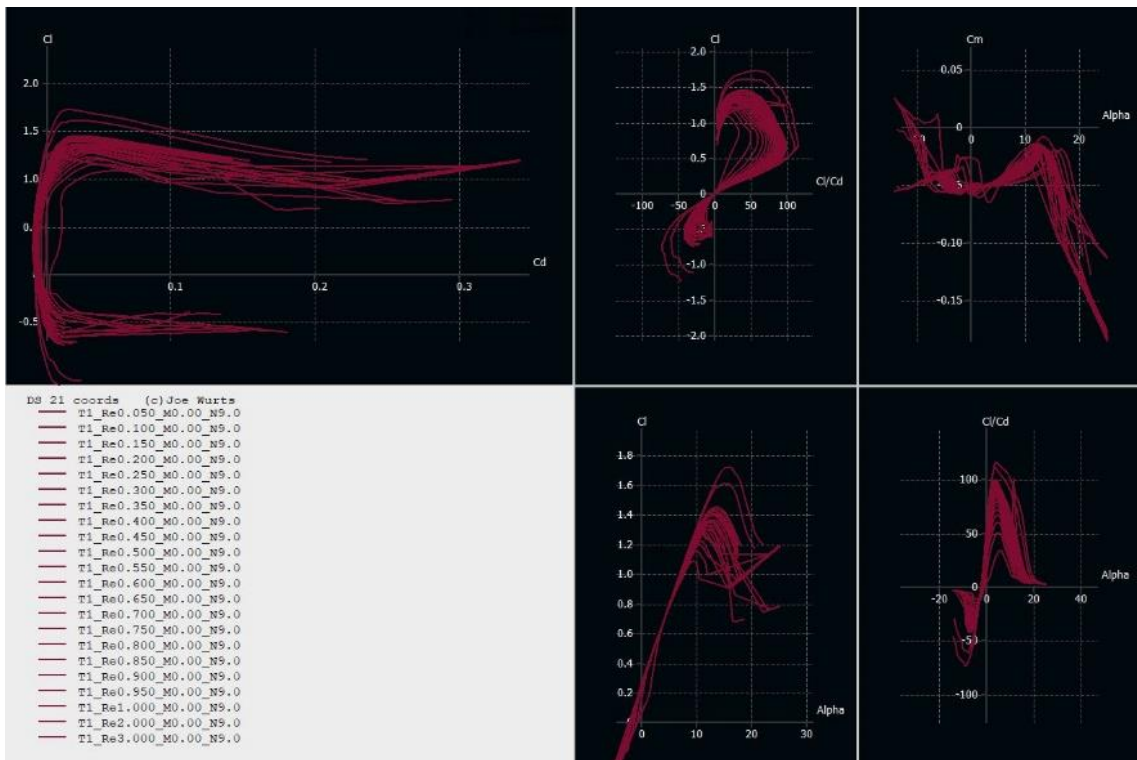 Cl
2.0
1.5
1.0
0.
-0.5
0.1
0.2
0.3
Cd
Cl
2.0
1.5
1.0
0.5
0
-100
-50
0
50
100
Cl/Cd
-1.0
-1.5
-2.0
Cm
0.05
0
Alpha
10
20
-0.10
-0.15
DS 21 coords (c)Joe Wurts
T1_Re0.050_M0.00_N9.0
T1_Re0.100_M0.00_N9.0
T1_Re0.150_M0.00_N9.0
T1_Re0.200_M0.00_N9.0
T1_Re0.250_M0.00_N9.0
T1_Re0.300_M0.00_N9.0
T1_Re0.350_M0.00_N9.0
T1_Re0.400_M0.00_N9.0
T1_Re0.450_M0.00_N9.0
T1_Re0.500_M0.00_N9.0
T1_Re0.550_M0.00_N9.0
T1_Re0.600_M0.00_N9.0
T1_Re0.650_M0.00_N9.0
T1_Re0.700_M0.00_N9.0
T1_Re0.750_M0.00_N9.0
T1_Re0.800_M0.00_N9.0
T1_Re0.850_M0.00_N9.0
T1_Re0.900_M0.00_N9.0
T1_Re0.950_M0.00_N9.0
T1_Re1.000_M0.00_N9.0
T1_Re2.000_M0.00_N9.0
T1_Re3.000_M0.00_N9.0
Cl
1.8
1.6
1.4
1.2
1.0
0.8
0.6
0.4
0.2
0
10
20
30
Alpha
Cl/Cd
100
50
0
-20
0
20
40
Alpha
-50
-100